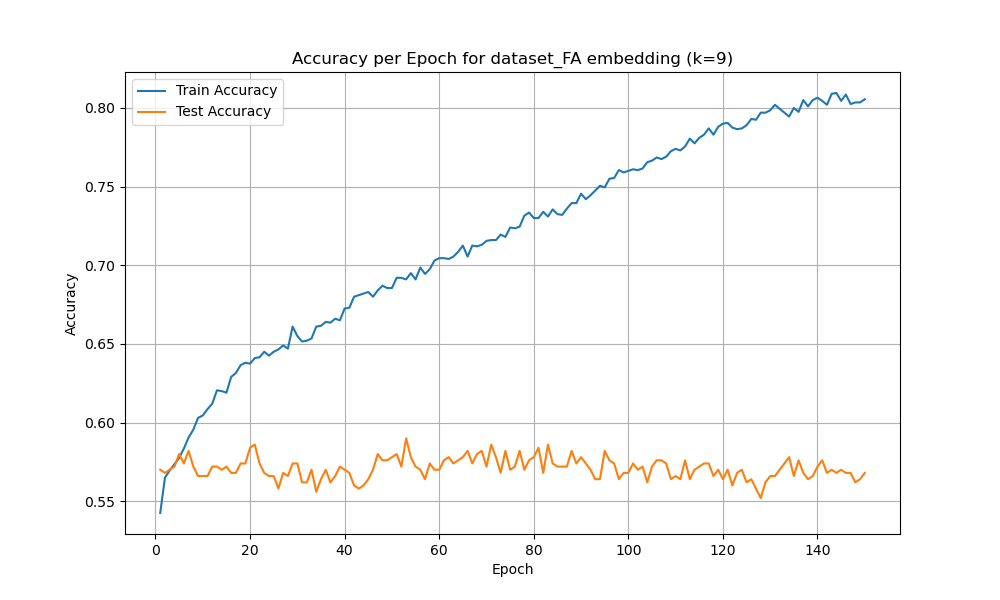 Accuracy per Epoch for dataset_FA embedding (k=9)
Train Accuracy
Test Accuracy
Accuracy
0.80
0.75
0.70
0.65
0.60
0.55
0 20 40 60 80 100 120 140
Epoch